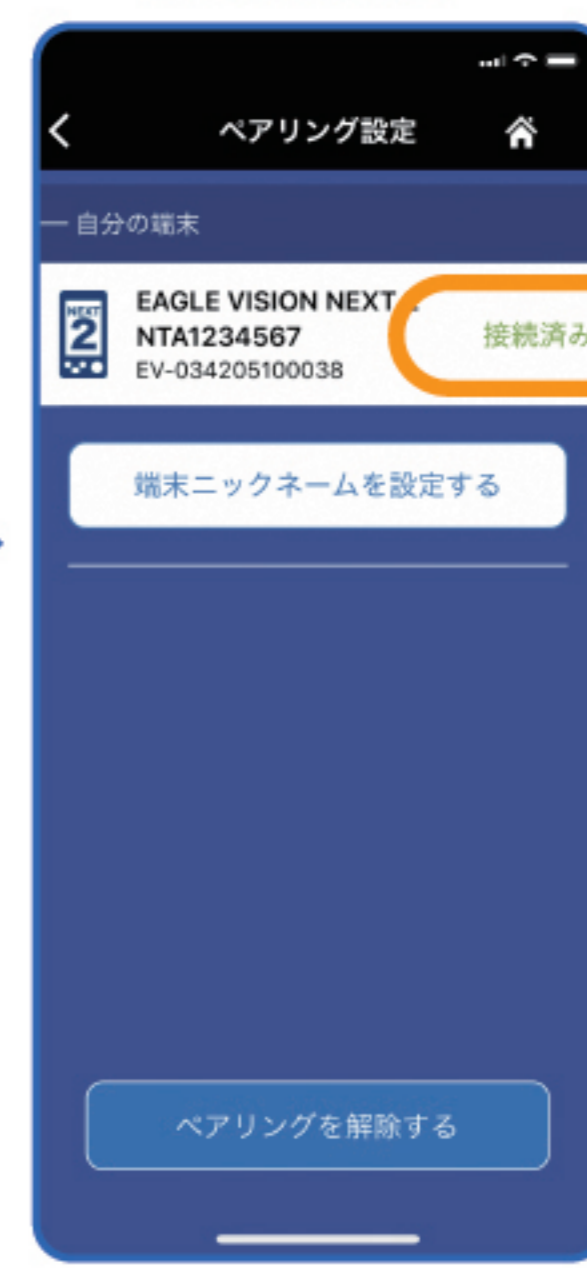 ペアリング設定
— 自分の端末
NEXT
2
EAGLE VISION NEXT
NTA1234567
接続済み
EV-034205100038
端末ニックネームを設定する
ペアリングを解除する